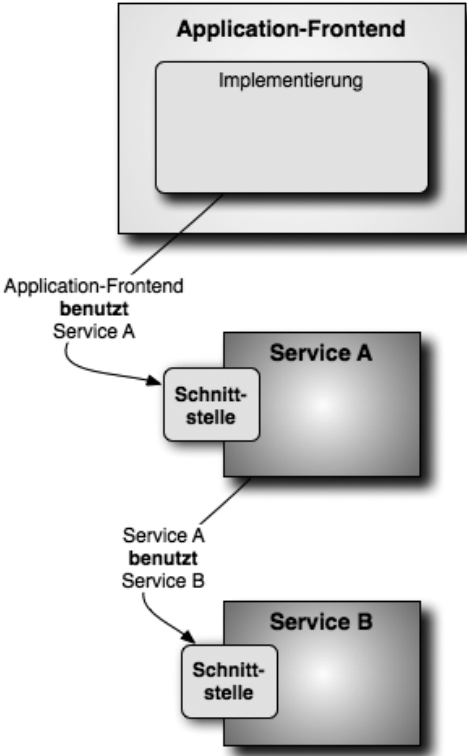 Application-Frontend
Implementierung
Application-Frontend
benutzt
Service A
Service A
Schnitt-
stelle
Service A
benutzt
Service B
Service B
Schnitt-
stelle